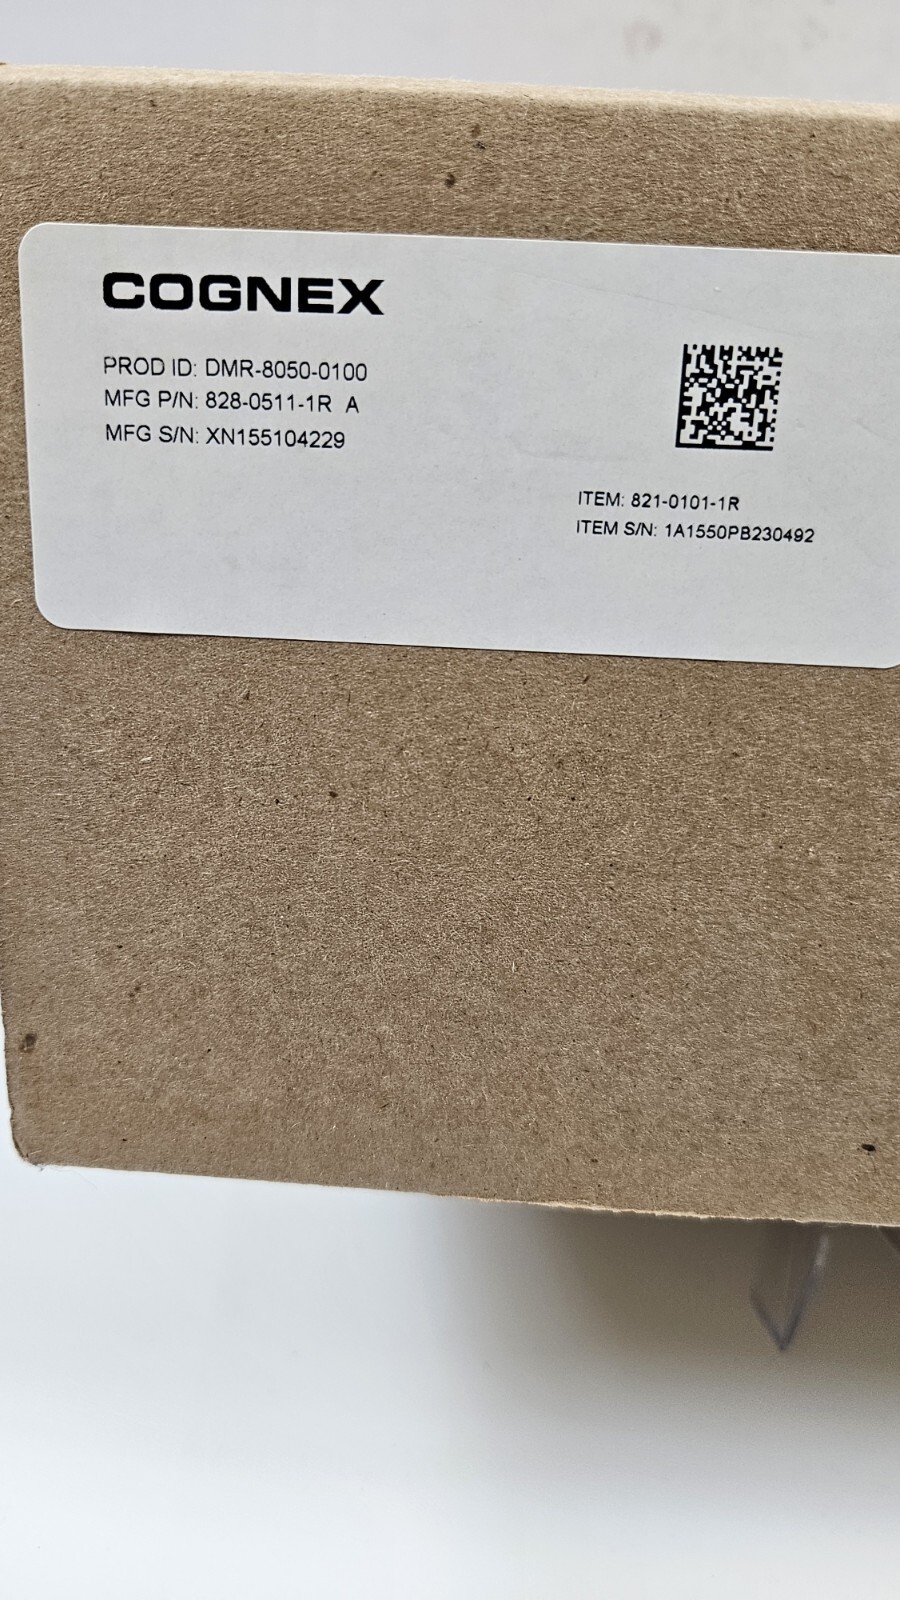 COGNEX
PROD ID: DMR-8050-0100
MFG P/N: 828-0511-1R A
MFG S/N: XN155104229
ITEM: 821-0101-1R
ITEM S/N: 1A1550PB230492